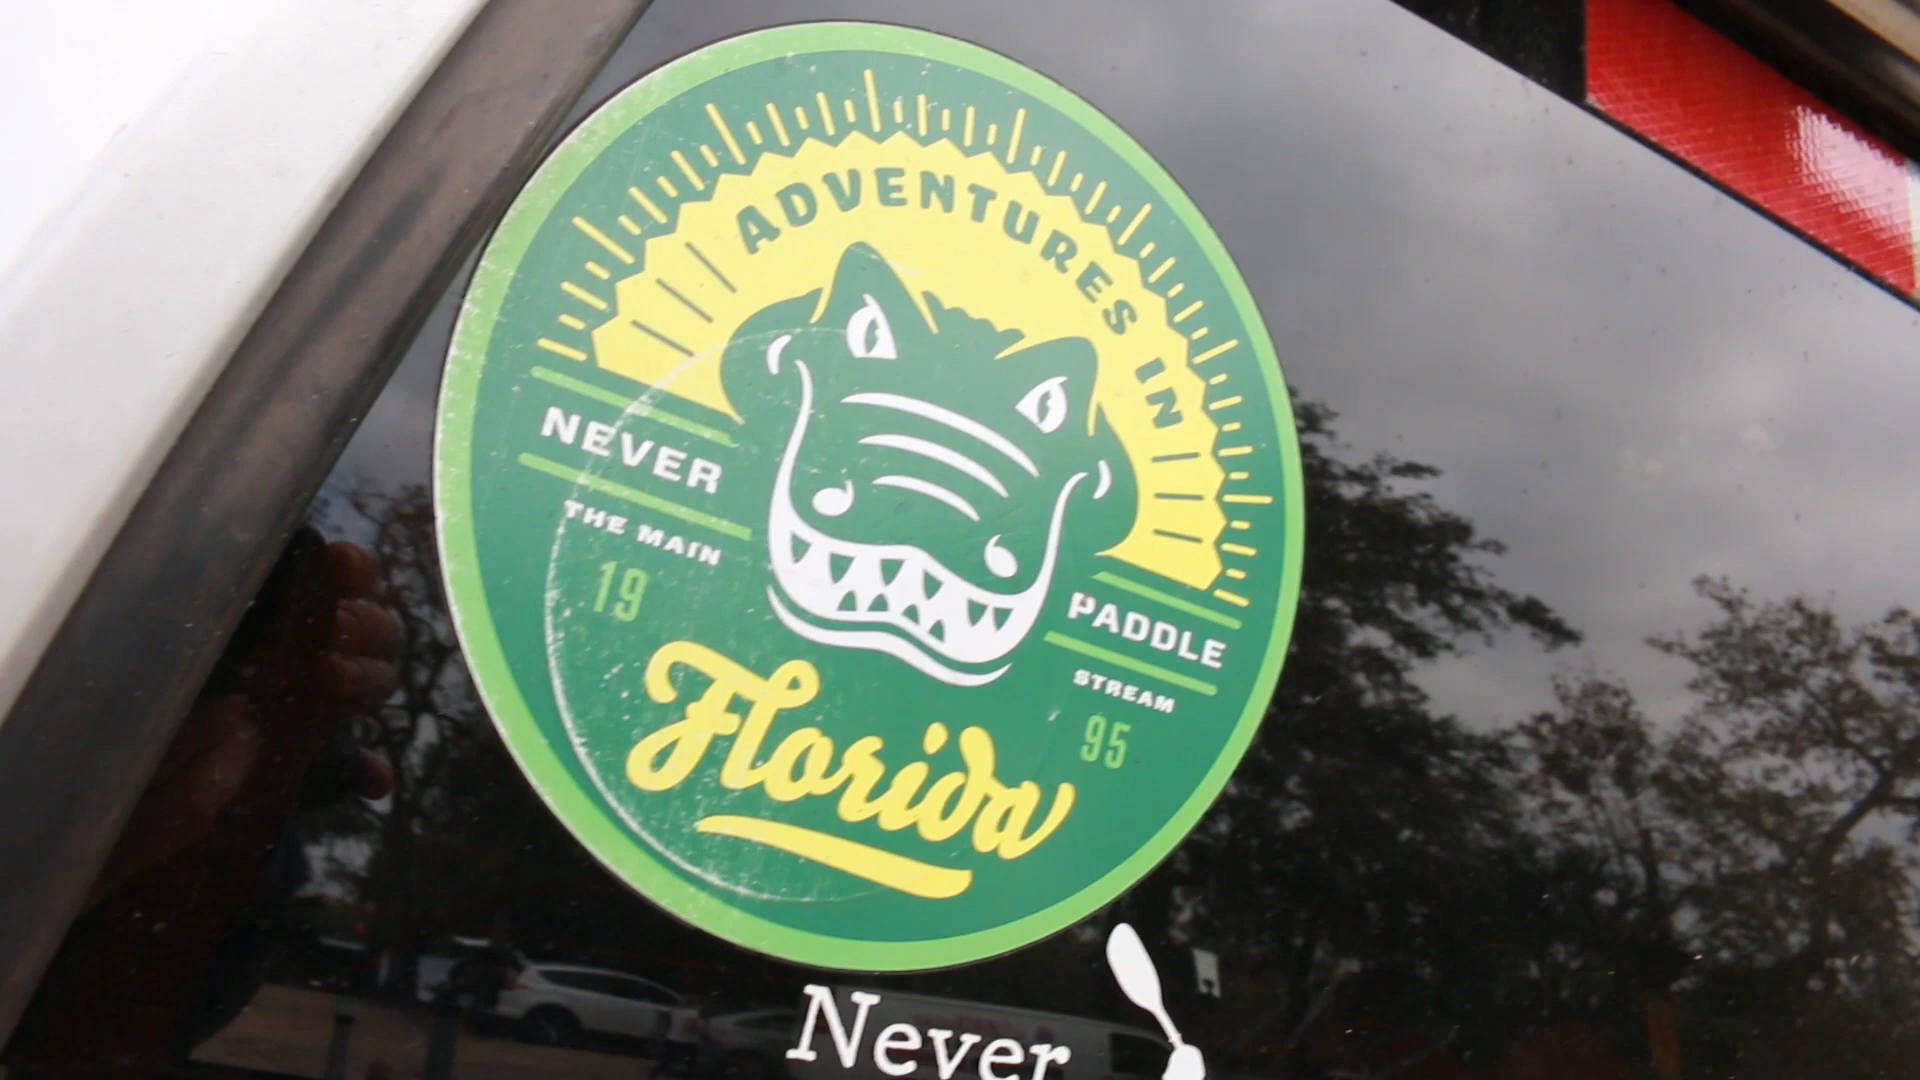 ADVENTURES IN
NEVER PADDLE
THE MAIN STREAM
19 95
Florida
Never